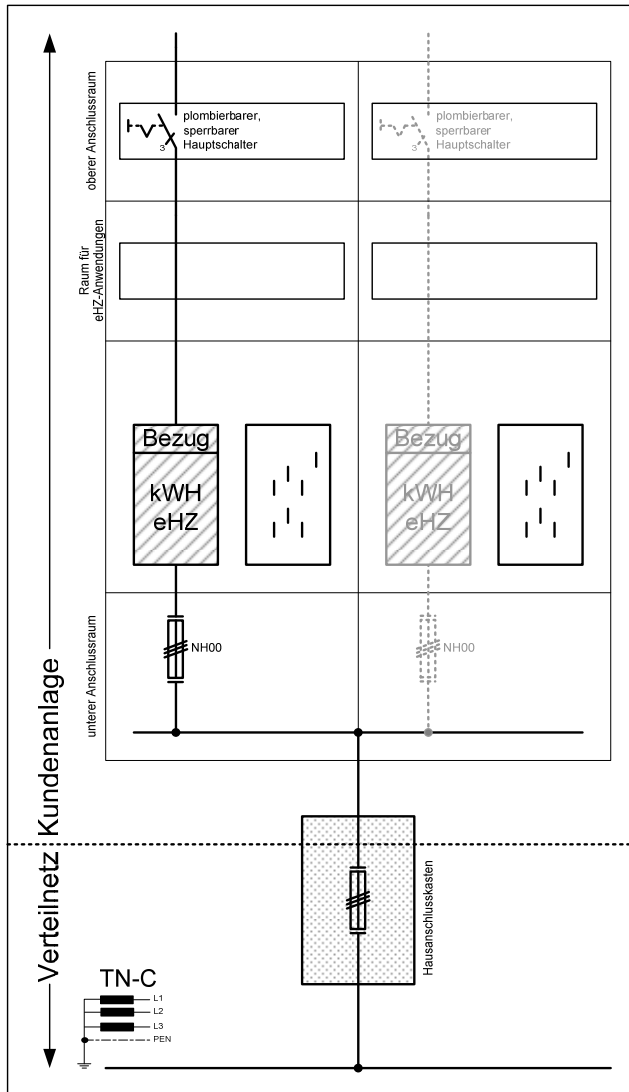 plombierbarer,
sperrbarer
Hauptschalter
3
plombierbarer,
sperrbarer
Hauptschalter
3
oberer Anschlussraum
Raum für
eHZ-Anwendungen
Bezug
kWH
eHZ
Bezug
kWH
eHZ
unterer Anschlussraum
NH00
NH00
Kundenanlage
Verteilnetz
Hausanschlusskasten
TN-C
L1
L2
L3
PEN